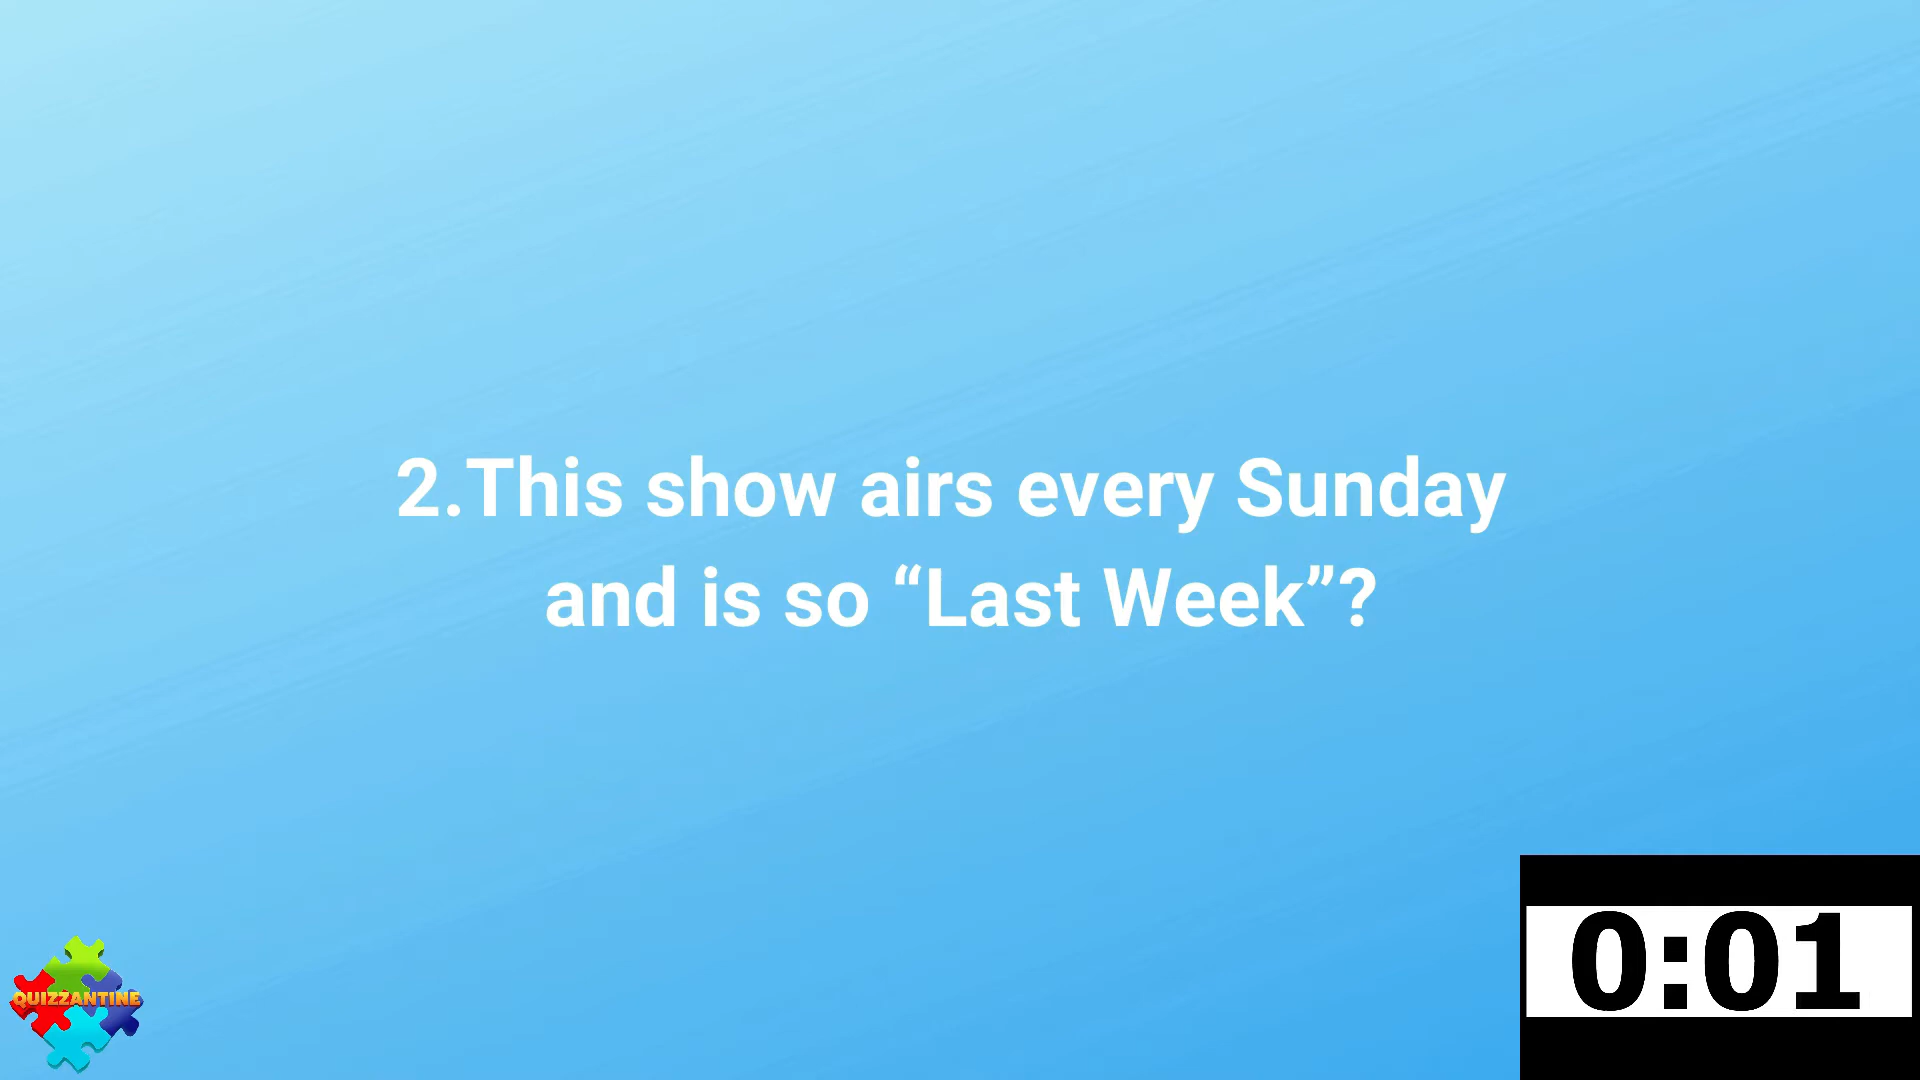 2.This show airs every Sunday
and is so “Last Week”?
QUIZZANTINE
0:01